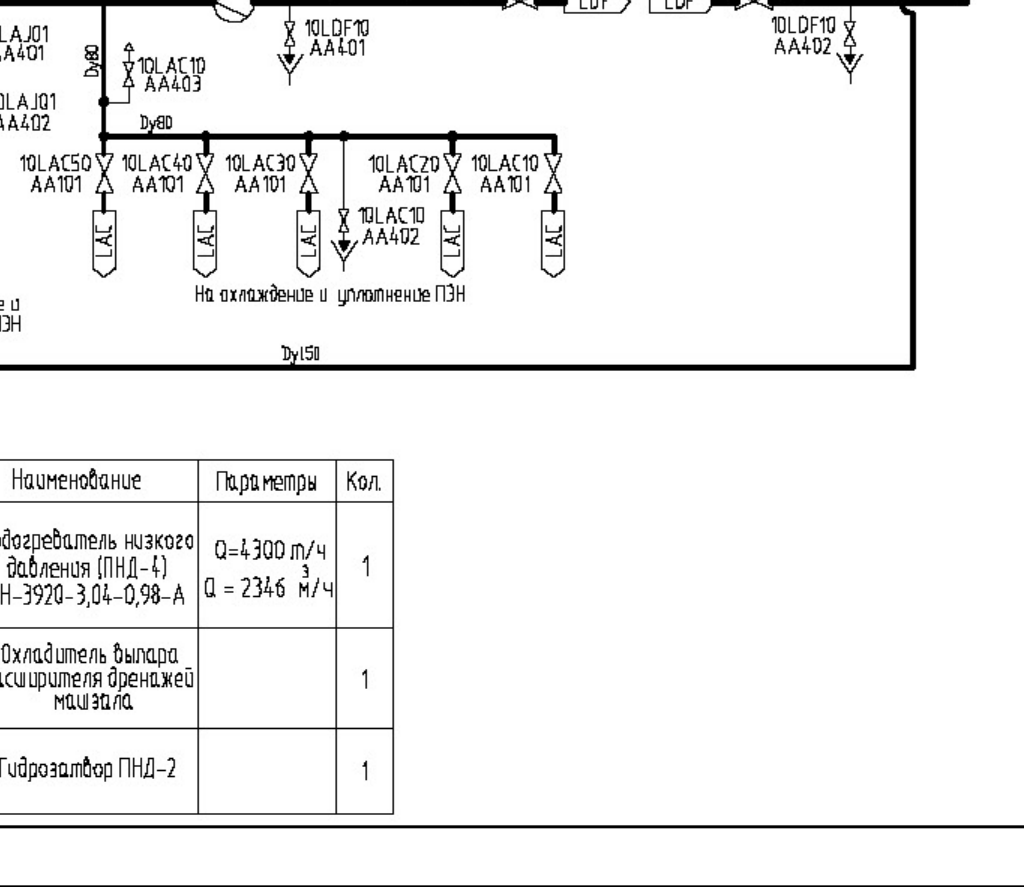 LDF LDF
LAJ01
AA401
Dy80
10LAC10
AA403
10LDF10
AA401
10LDF10
AA402
0LAJ01
AA402
Dy80
10LAC50
AA101
10LAC40
AA101
10LAC30
AA101
10LAC20
AA101
10LAC10
AA101
LAC LAC LAC LAC LAC
10LAC10
AA402
На охлаждение и уплотнение ПЭН
е и
ПЭН
Dy150
Наименование Параметры Кол.
одогреватель низкого
давления (ПНД-4)
Н-3920-3,04-0,98-А
Q=4300 т/ч
Q = 2346 м³/ч
1
Охладитель выпара
асширителя дренажей
машзала
1
Гидрозатвор ПНД-2
1